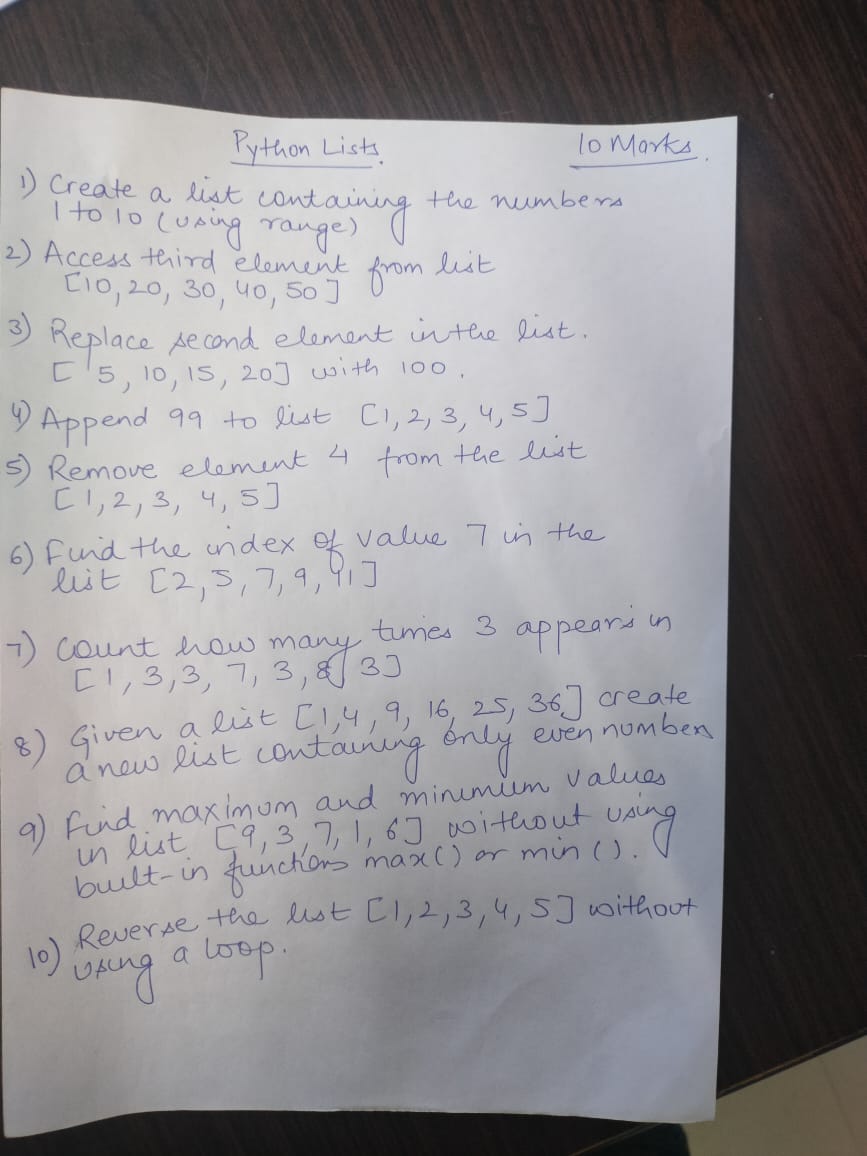 Python Lists. 10 Marks.
1) Create a list containing the numbers
1 to 10 (using range)
2) Access third element from list
[10, 20, 30, 40, 50]
3) Replace second element in the list.
[5, 10, 15, 20] with 100.
4) Append 99 to list [1, 2, 3, 4, 5]
5) Remove element 4 from the list
[1, 2, 3, 4, 5]
6) Find the index of value 7 in the
list [2, 5, 7, 9, 11]
7) Count how many times 3 appears in
[1, 3, 3, 7, 3, 8, 3]
8) Given a list [1, 4, 9, 16, 25, 36] create
a new list containing only even numbers
9) Find maximum and minimum values
in list [9, 3, 7, 1, 6] without using
built-in functions max() or min().
10) Reverse the list [1, 2, 3, 4, 5] without
using a loop.